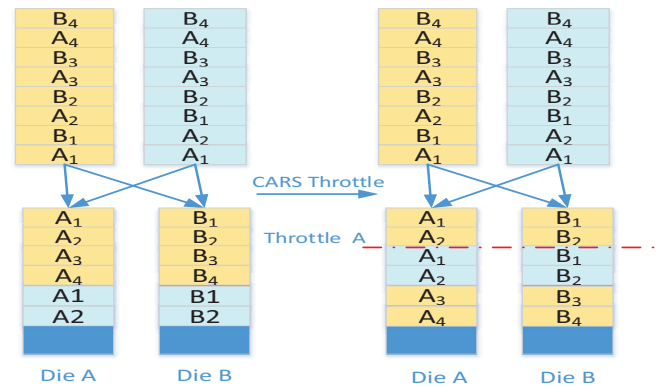 B₄ B₄ B₄ B₄
A₄ A₄ A₄ A₄
B₃ B₃ B₃ B₃
A₃ A₃ A₃ A₃
B₂ B₂ B₂ B₂
A₂ B₁ A₂ B₁
B₁ A₂ B₁ A₂
A₁ A₁ A₁ A₁
CARS Throttle
A₁ B₁ A₁ B₁
A₂ B₂ A₂ B₂
Throttle A
A₃ B₃ A₁ B₁
A₄ B₄ A₂ B₂
A1 B1 A₃ B₃
A2 B2 A₄ B₄
Die A Die B Die A Die B